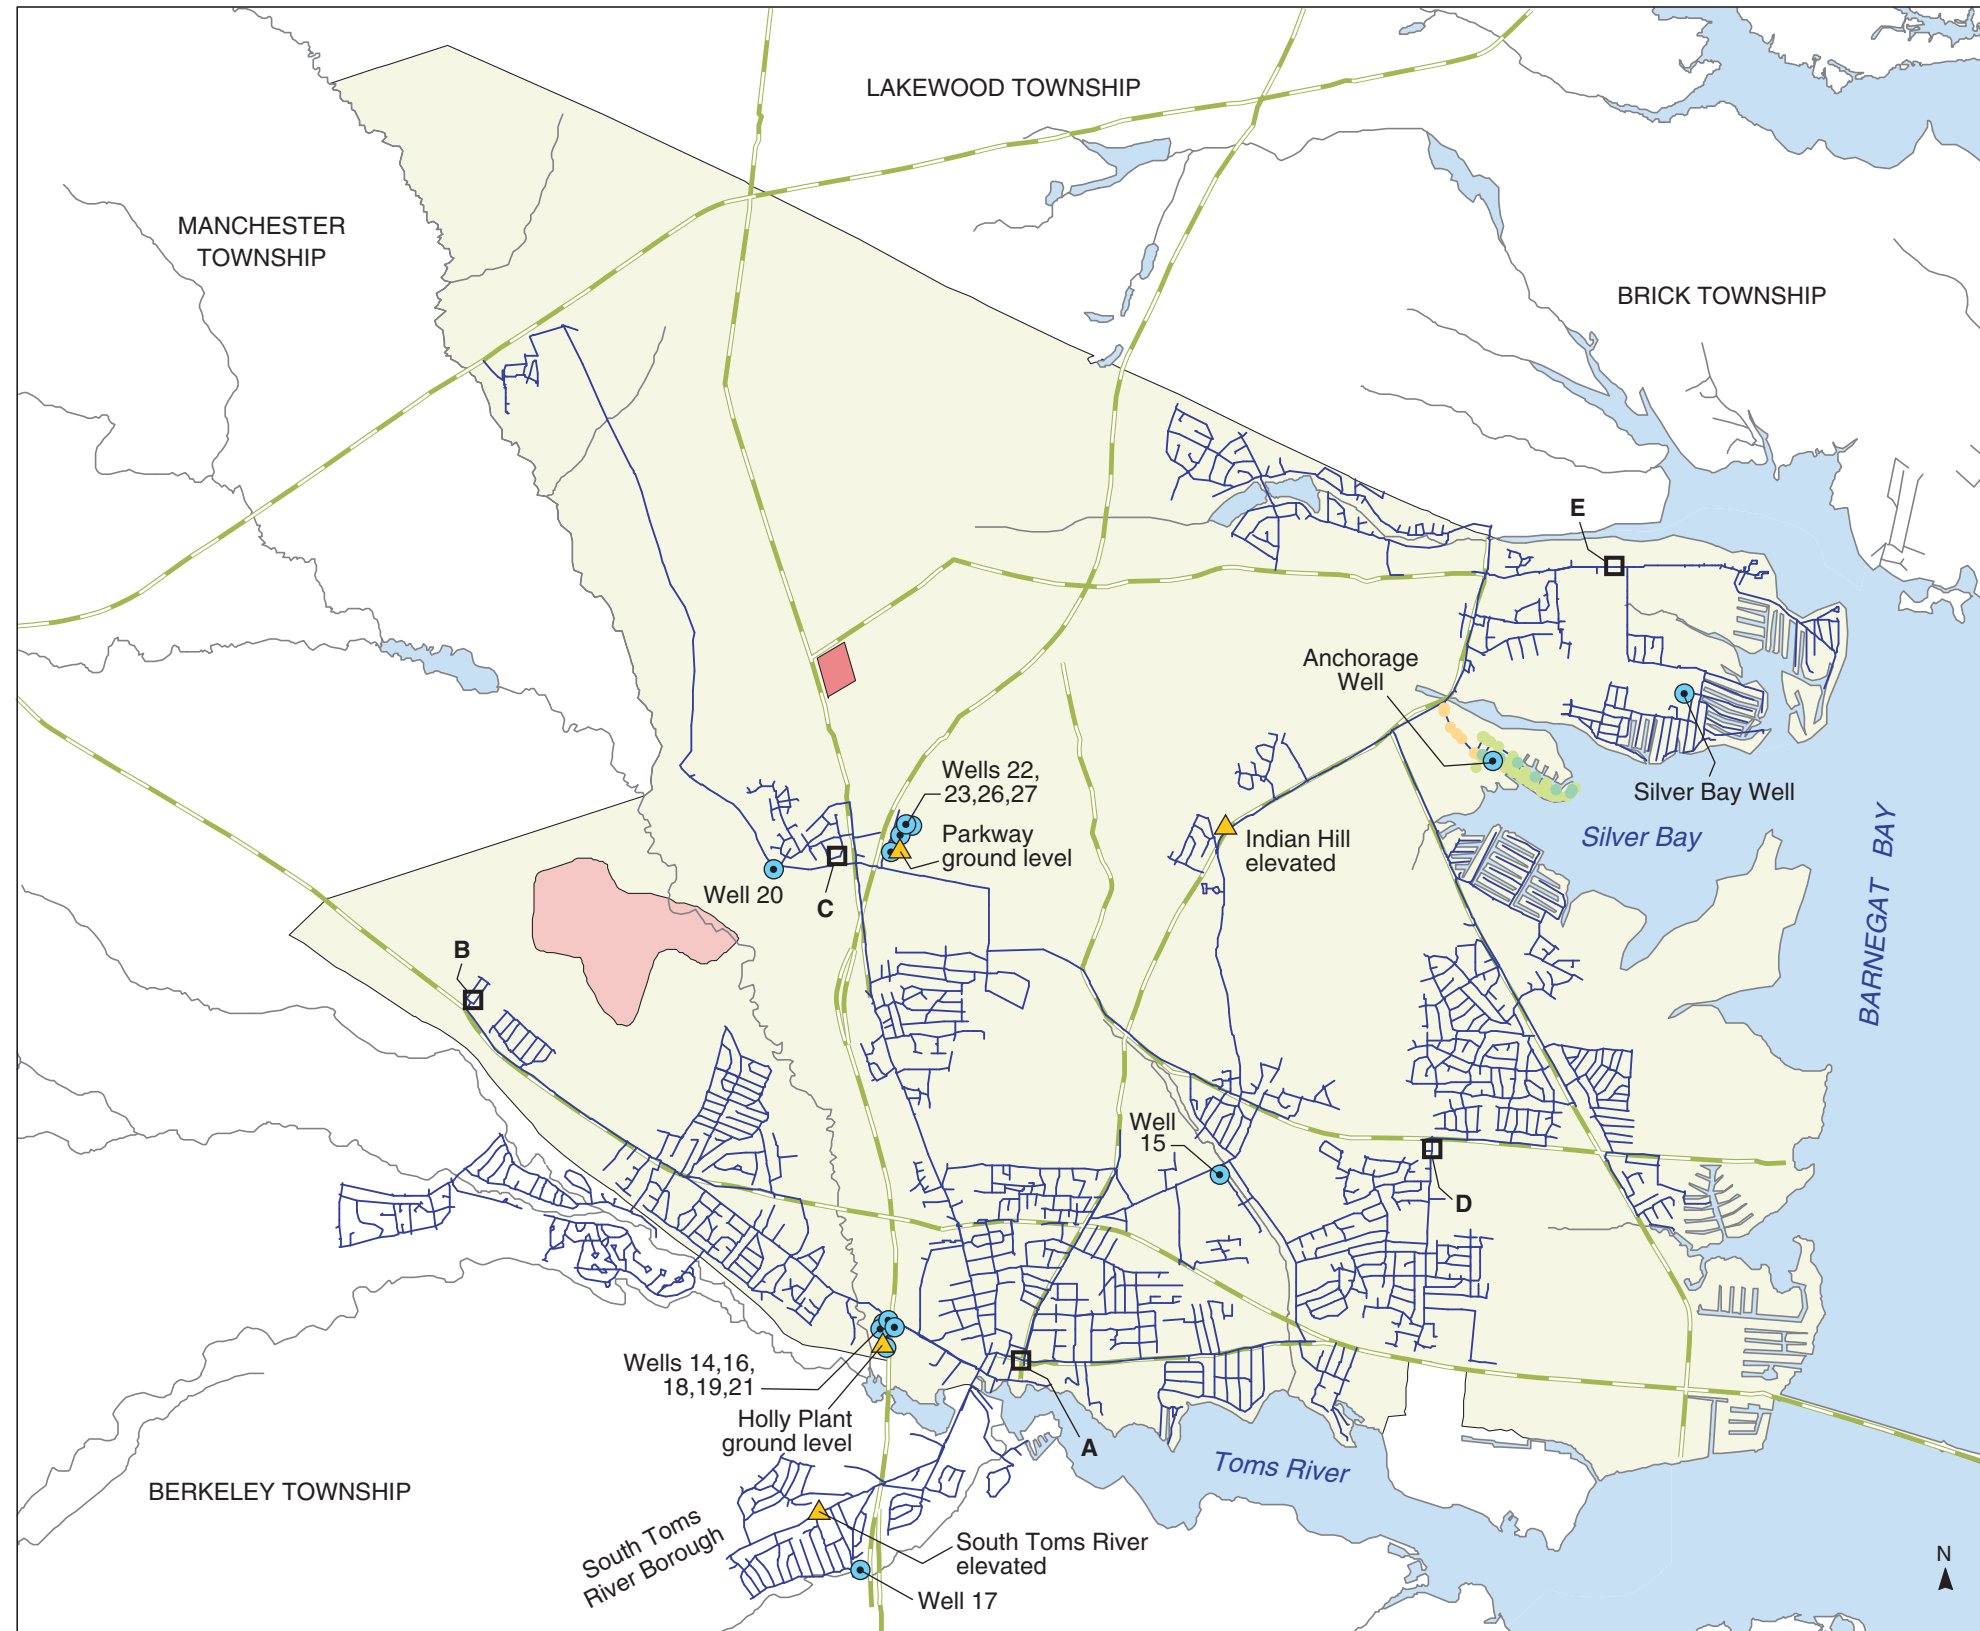 LAKEWOOD TOWNSHIP
MANCHESTER
TOWNSHIP
BRICK TOWNSHIP
E
Anchorage
Well
Silver Bay Well
Silver Bay
BARNEGAT BAY
Wells 22,
23,26,27
Parkway
ground level
Indian Hill
elevated
Well 20
C
B
Well
15
D
Wells 14,16,
18,19,21
Holly Plant
ground level
A
Toms River
BERKELEY TOWNSHIP
South Toms
River Borough
South Toms River
elevated
Well 17
N